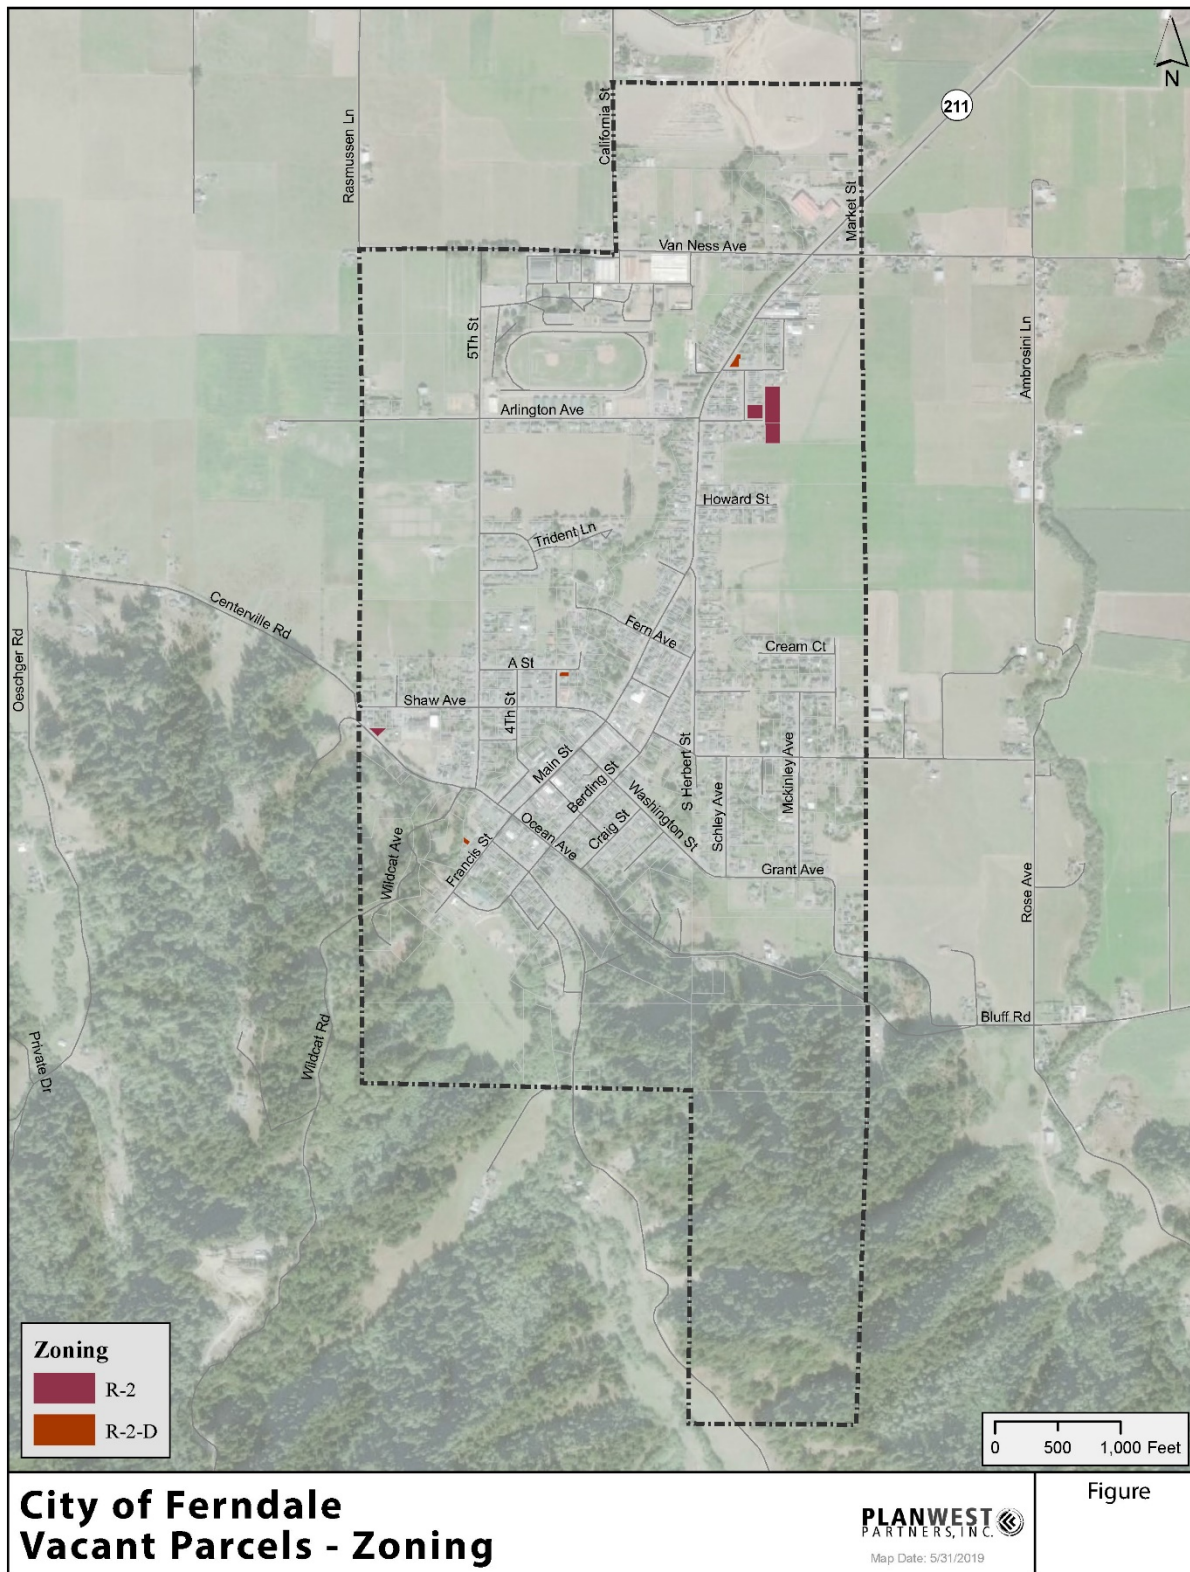 N
211
California St
Rasmussen Ln
Market St
Van Ness Ave
5Th St
Ambrosini Ln
Arlington Ave
Howard St
Trident Ln
Centerville Rd
Oeschger Rd
Fern Ave
Cream Ct
A St
Shaw Ave
4Th St
Main St
Berding St
S Herbert St
Mckinley Ave
Washington St
Schley Ave
Ocean Ave
Craig St
Francis St
Wildcat Ave
Grant Ave
Rose Ave
Bluff Rd
Wildcat Rd
Private Dr
Zoning
R-2
R-2-D
0 500 1,000 Feet
City of Ferndale
Vacant Parcels - Zoning
PLANWEST
PARTNERS, INC.
Map Date: 5/31/2019
Figure